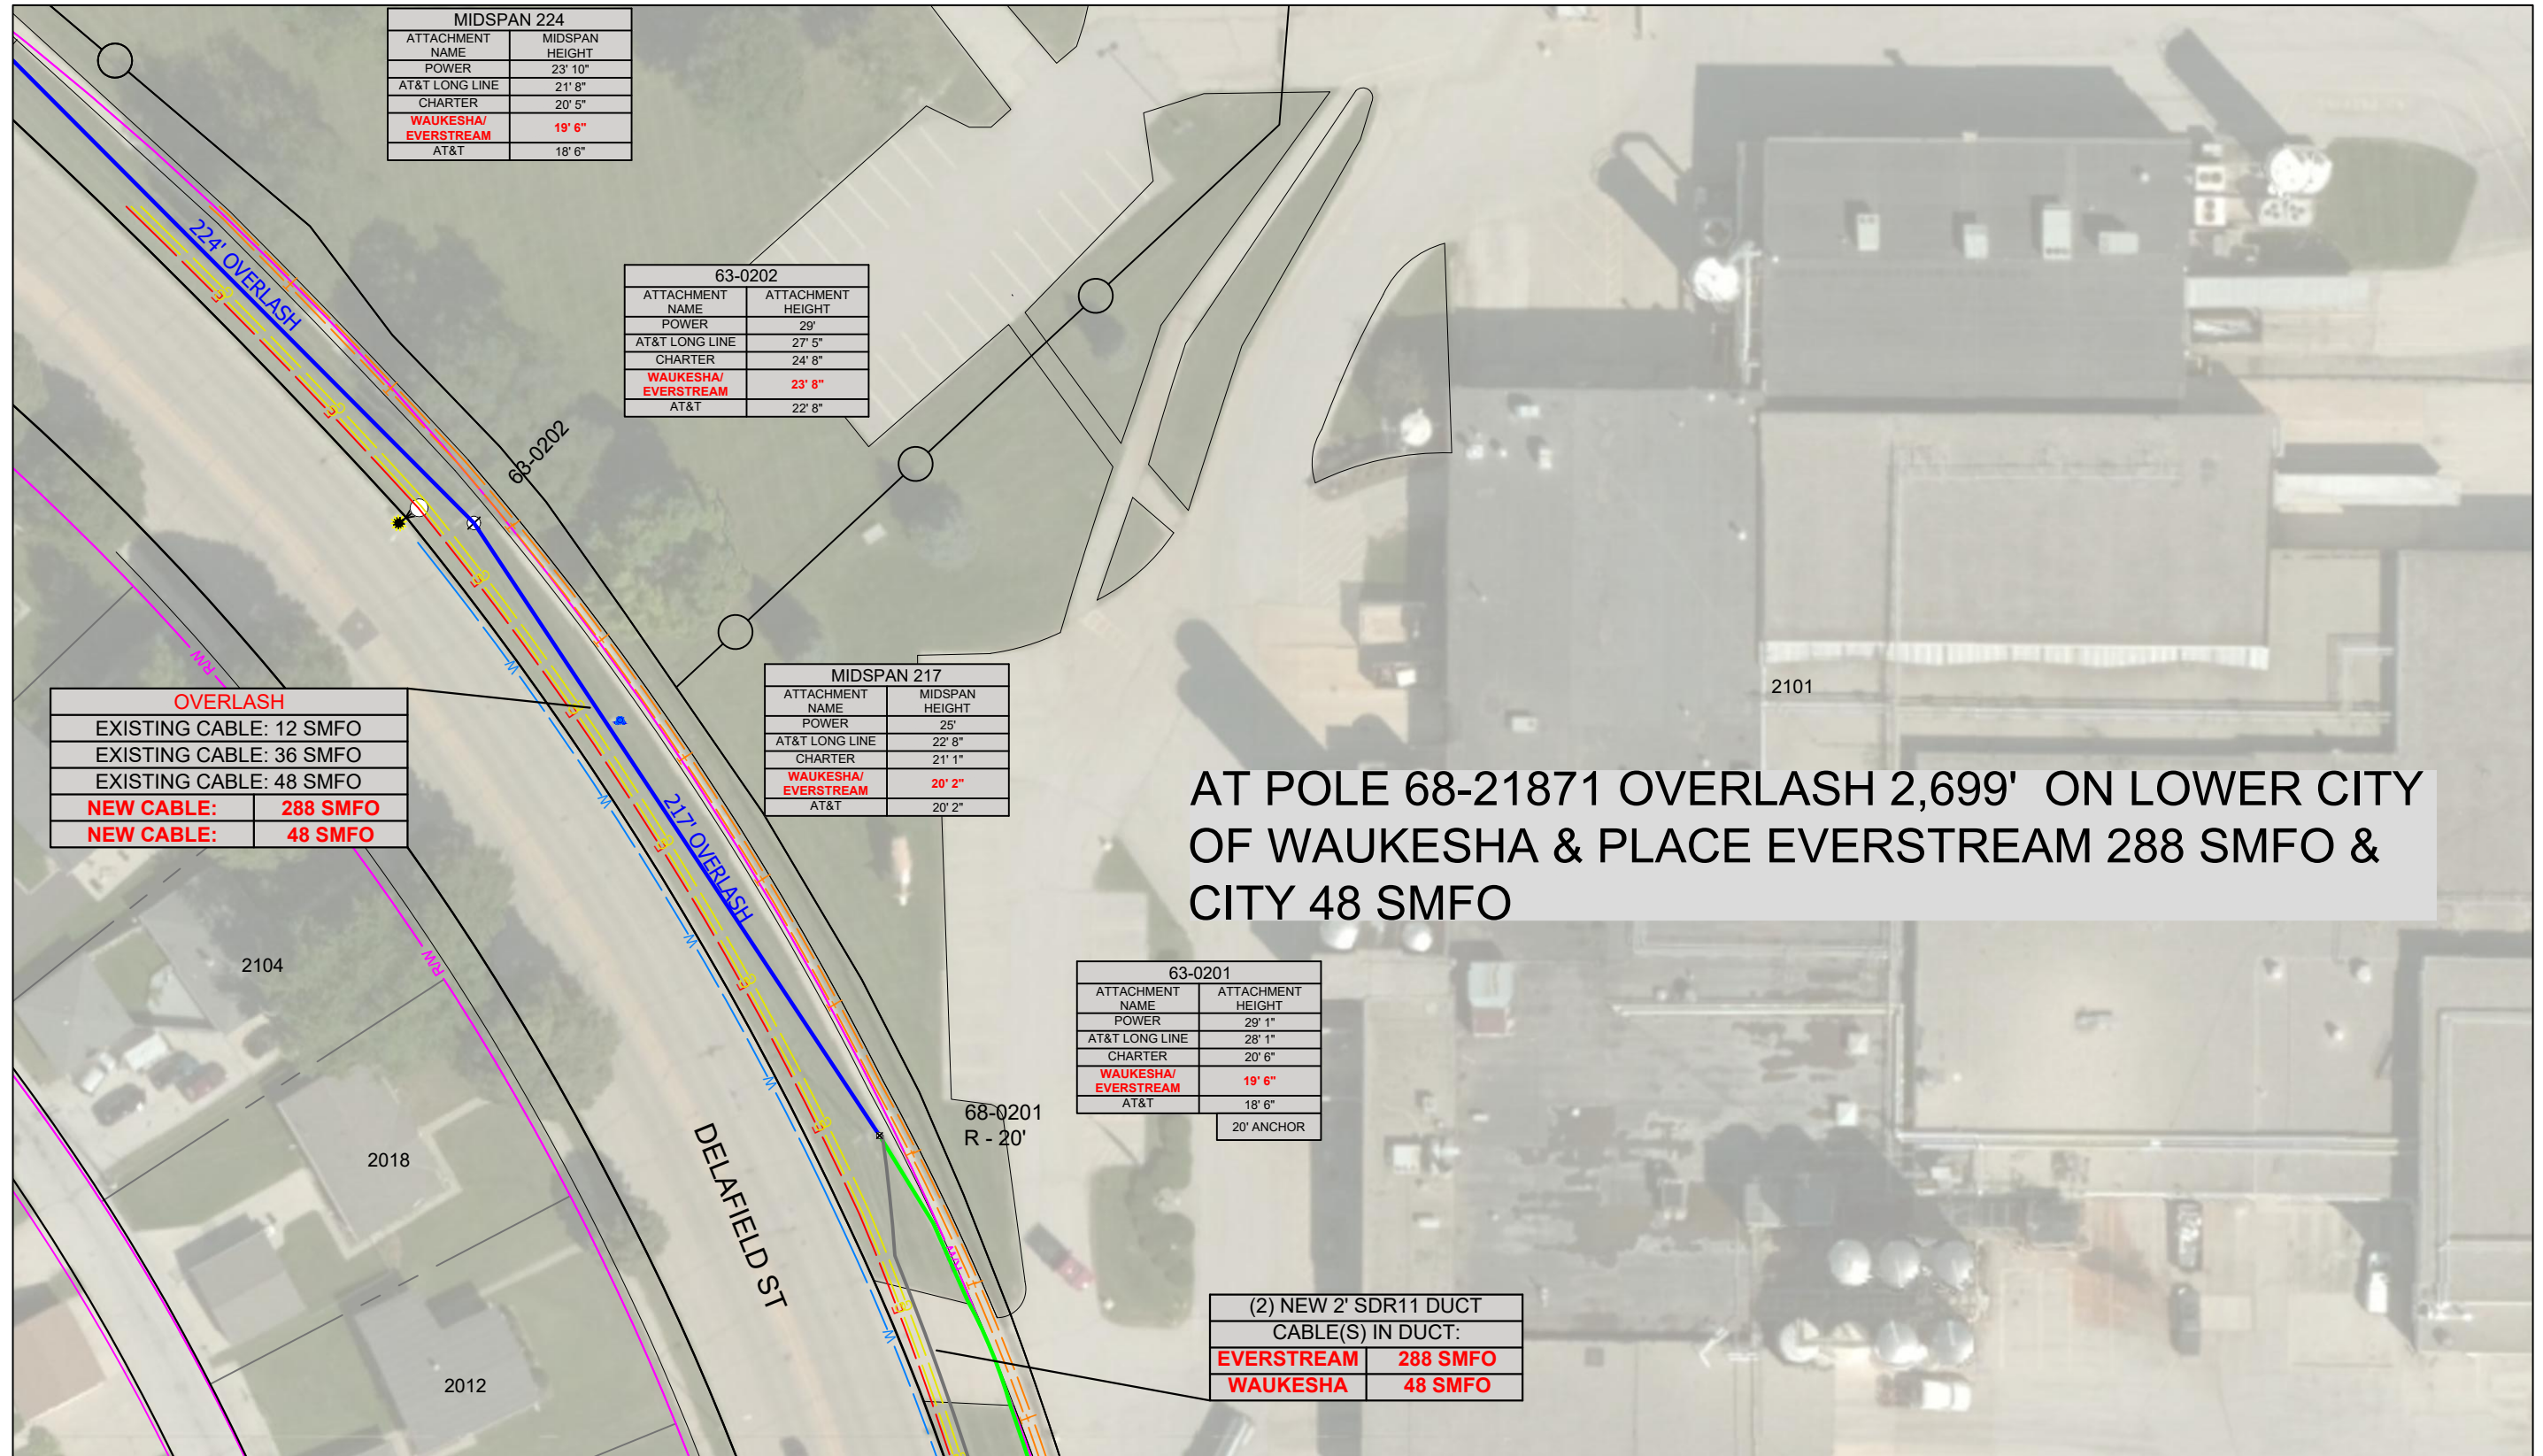 MIDSPAN 224
ATTACHMENT NAME MIDSPAN HEIGHT
POWER 23' 10"
AT&T LONG LINE 21' 8"
CHARTER 20' 5"
WAUKESHA/ EVERSTREAM 19' 6"
AT&T 18' 6"
224' OVERLASH
E
E
63-0202
ATTACHMENT NAME ATTACHMENT HEIGHT
POWER 29'
AT&T LONG LINE 27' 5"
CHARTER 24' 8"
WAUKESHA/ EVERSTREAM 23' 8"
AT&T 22' 8"
63-0202
E
W
R/W
MIDSPAN 217
ATTACHMENT NAME MIDSPAN HEIGHT
POWER 25'
AT&T LONG LINE 22' 8"
CHARTER 21' 1"
WAUKESHA/ EVERSTREAM 20' 2"
AT&T 20' 2"
OVERLASH
EXISTING CABLE: 12 SMFO
EXISTING CABLE: 36 SMFO
EXISTING CABLE: 48 SMFO
NEW CABLE: 288 SMFO
NEW CABLE: 48 SMFO
E
W
217' OVERLASH
E
2101
AT POLE 68-21871 OVERLASH 2,699' ON LOWER CITY
OF WAUKESHA & PLACE EVERSTREAM 288 SMFO &
CITY 48 SMFO
2104
R/W
W
E
W
63-0201
ATTACHMENT NAME ATTACHMENT HEIGHT
POWER 29' 1"
AT&T LONG LINE 28' 1"
CHARTER 20' 6"
WAUKESHA/ EVERSTREAM 19' 6"
AT&T 18' 6"
20' ANCHOR
68-0201
R - 20'
E
2018
DELAFIELD ST
E
W
(2) NEW 2' SDR11 DUCT
CABLE(S) IN DUCT:
EVERSTREAM 288 SMFO
WAUKESHA 48 SMFO
2012